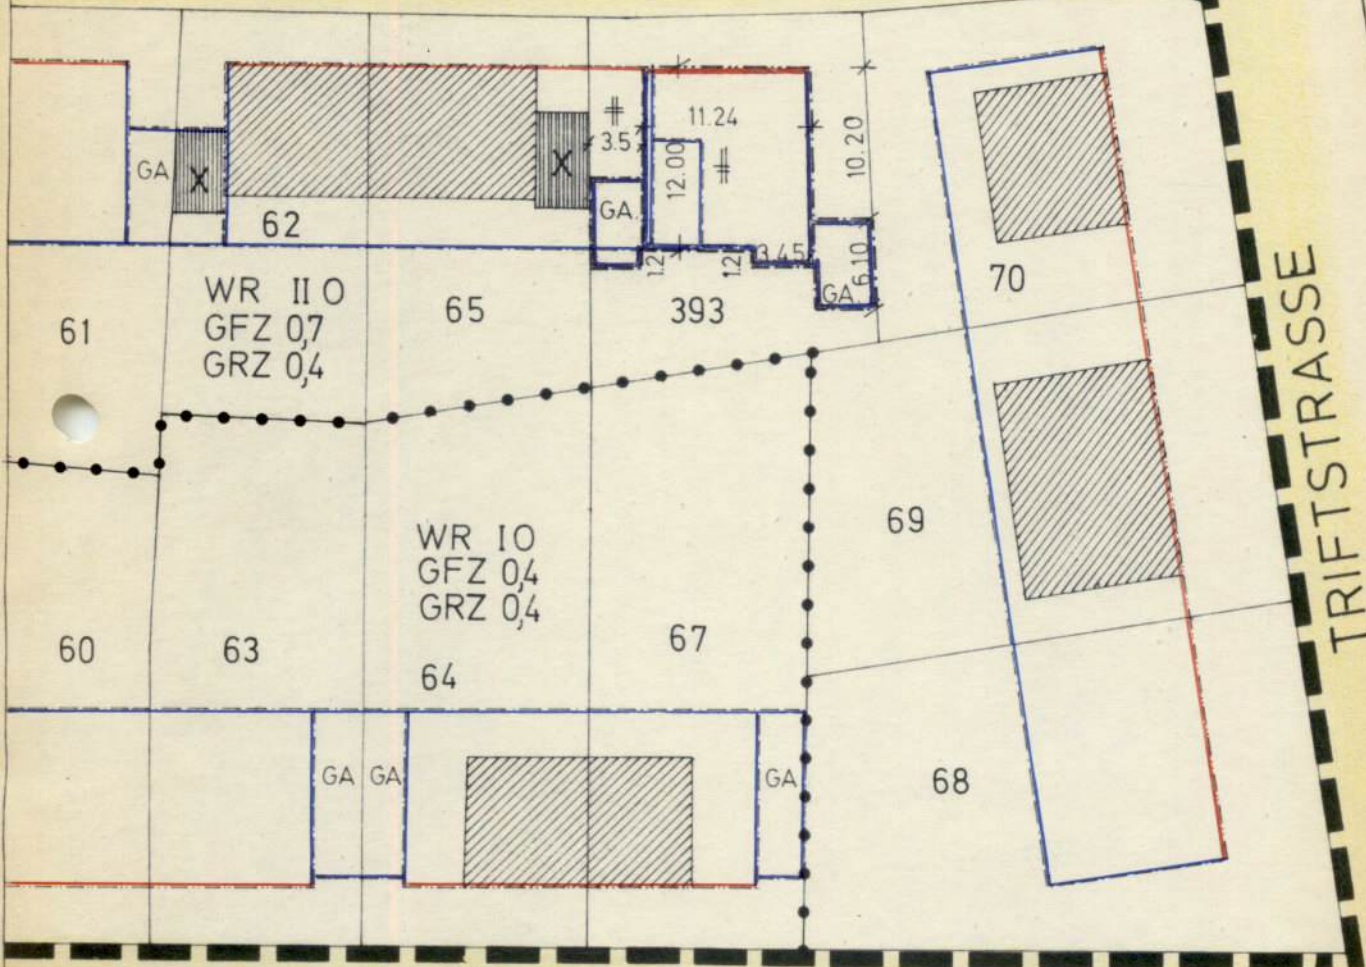 11.24
3.5
12.00
10.20
GA
X
X
GA
62
1.2
1.2
3.45
6.10
GA
70
WR II O
GFZ 0,7
GRZ 0,4
61
65
393
TRIFTSTRASSE
69
WR I O
GFZ 0,4
GRZ 0,4
60
63
67
64
GA
GA
GA
68